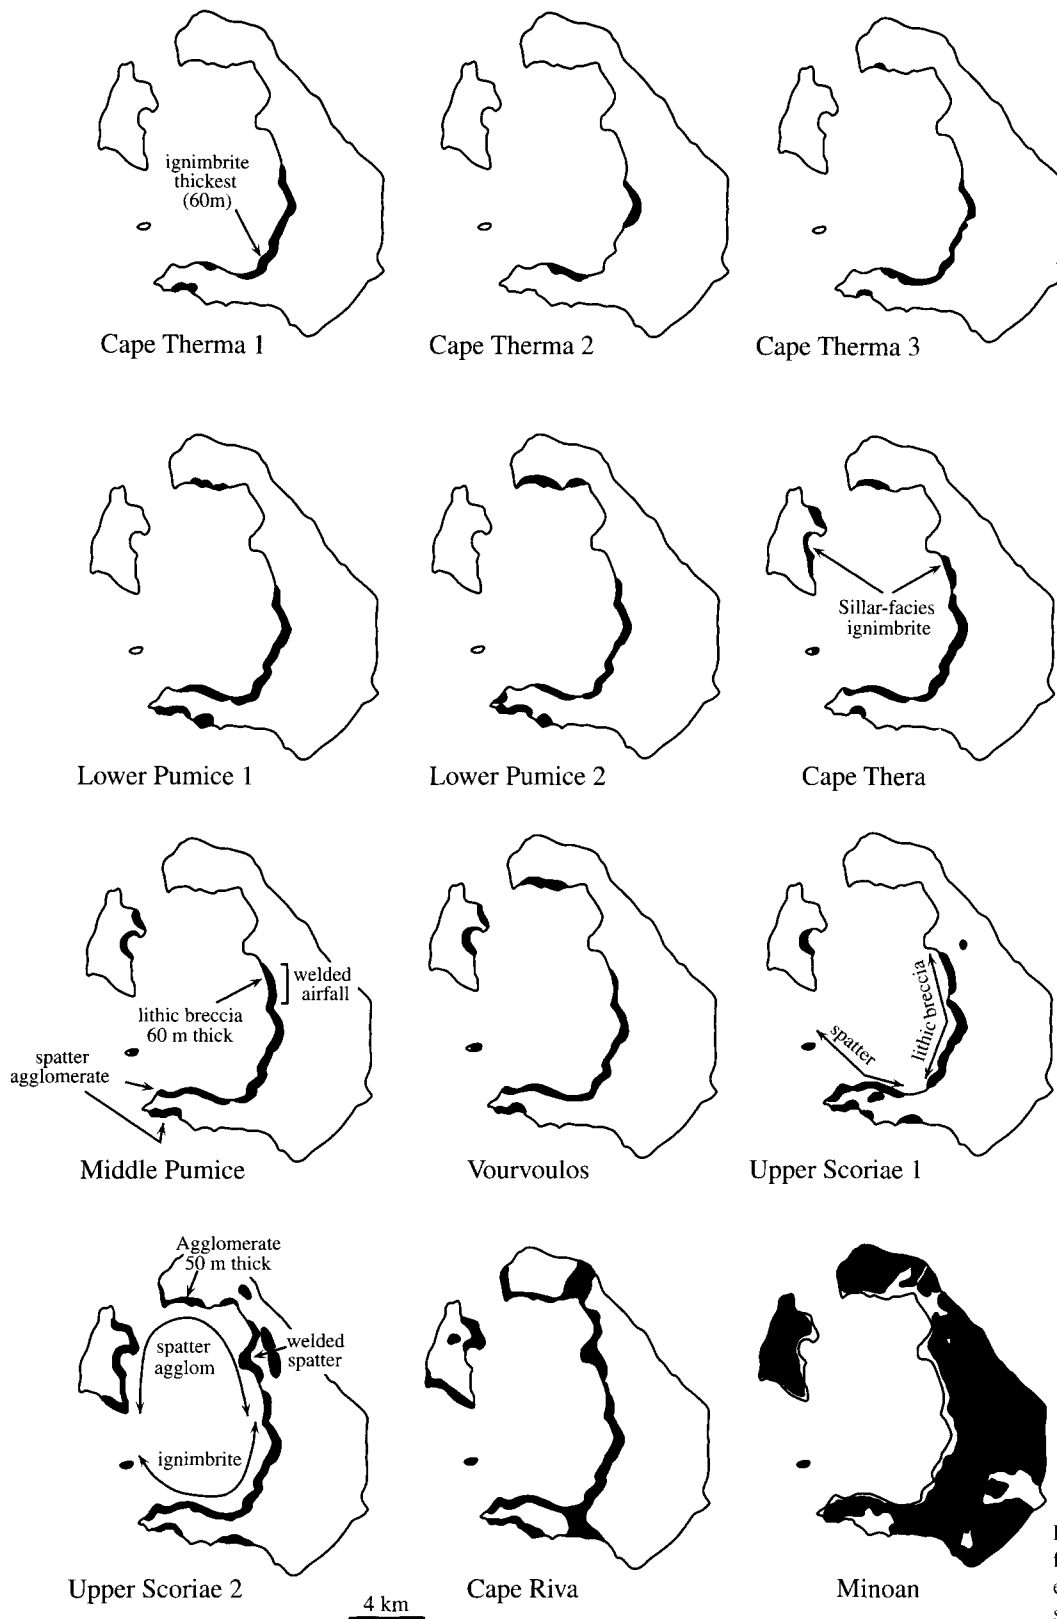 ignimbrite
thickest
(60m)
Cape Therma 1
Cape Therma 2
Cape Therma 3
Sillar-facies
ignimbrite
Lower Pumice 1
Lower Pumice 2
Cape Thera
welded
airfall
lithic breccia
60 m thick
spatter
agglomerate
Middle Pumice
Vourvoulos
lithic breccia
spatter
Upper Scoriae 1
Agglomerate
50 m thick
spatter
agglom
welded
spatter
ignimbrite
Upper Scoriae 2
Cape Riva
Minoan
4 km